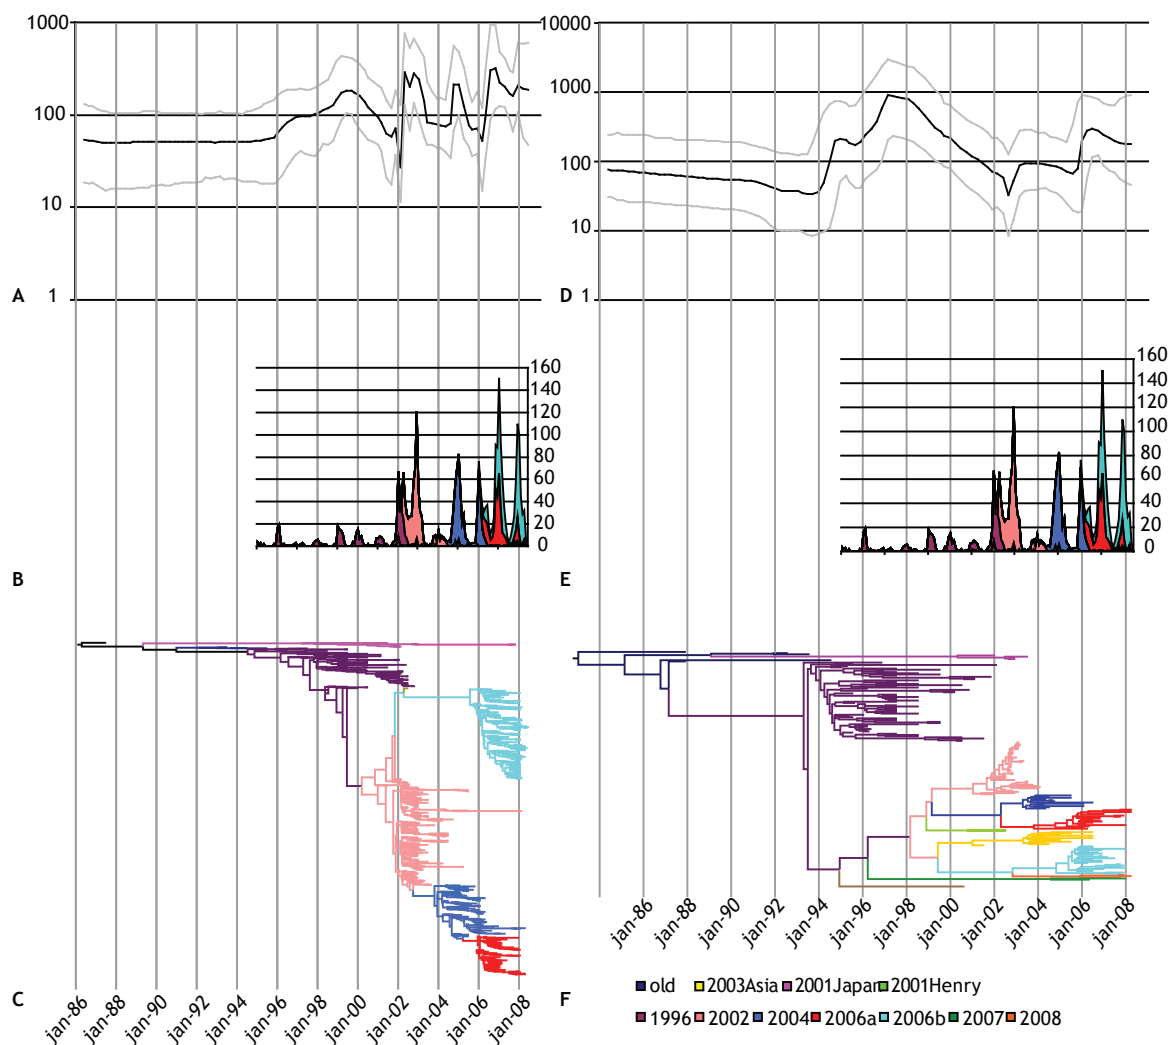 1000
100
10
A 1
10000
1000
100
10
D 1
160
140
120
100
80
60
40
20
0
B
160
140
120
100
80
60
40
20
0
E
C
jan-86
jan-88
jan-90
jan-92
jan-94
jan-96
jan-98
jan-00
jan-02
jan-04
jan-06
jan-08
jan-86
jan-88
jan-90
jan-92
jan-94
jan-96
jan-98
jan-00
jan-02
jan-04
jan-06
jan-08
F
old 2003Asia 2001Japan 2001Henry
1996 2002 2004 2006a 2006b 2007 2008